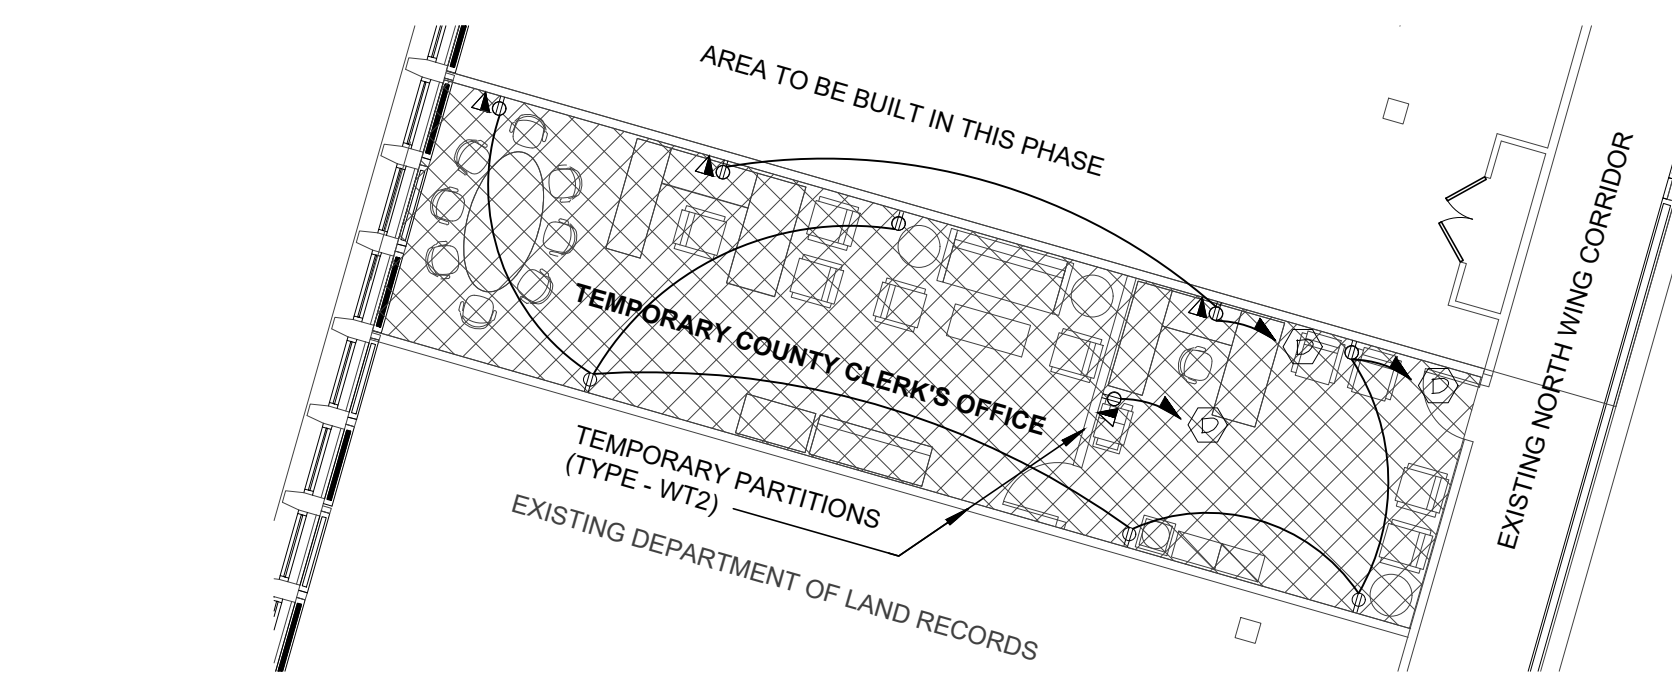 AREA TO BE BUILT IN THIS PHASE
EXISTING NORTH WING CORRIDOR
TEMPORARY COUNTY CLERK'S OFFICE
TEMPORARY PARTITIONS
(TYPE - WT2)
EXISTING DEPARTMENT OF LAND RECORDS